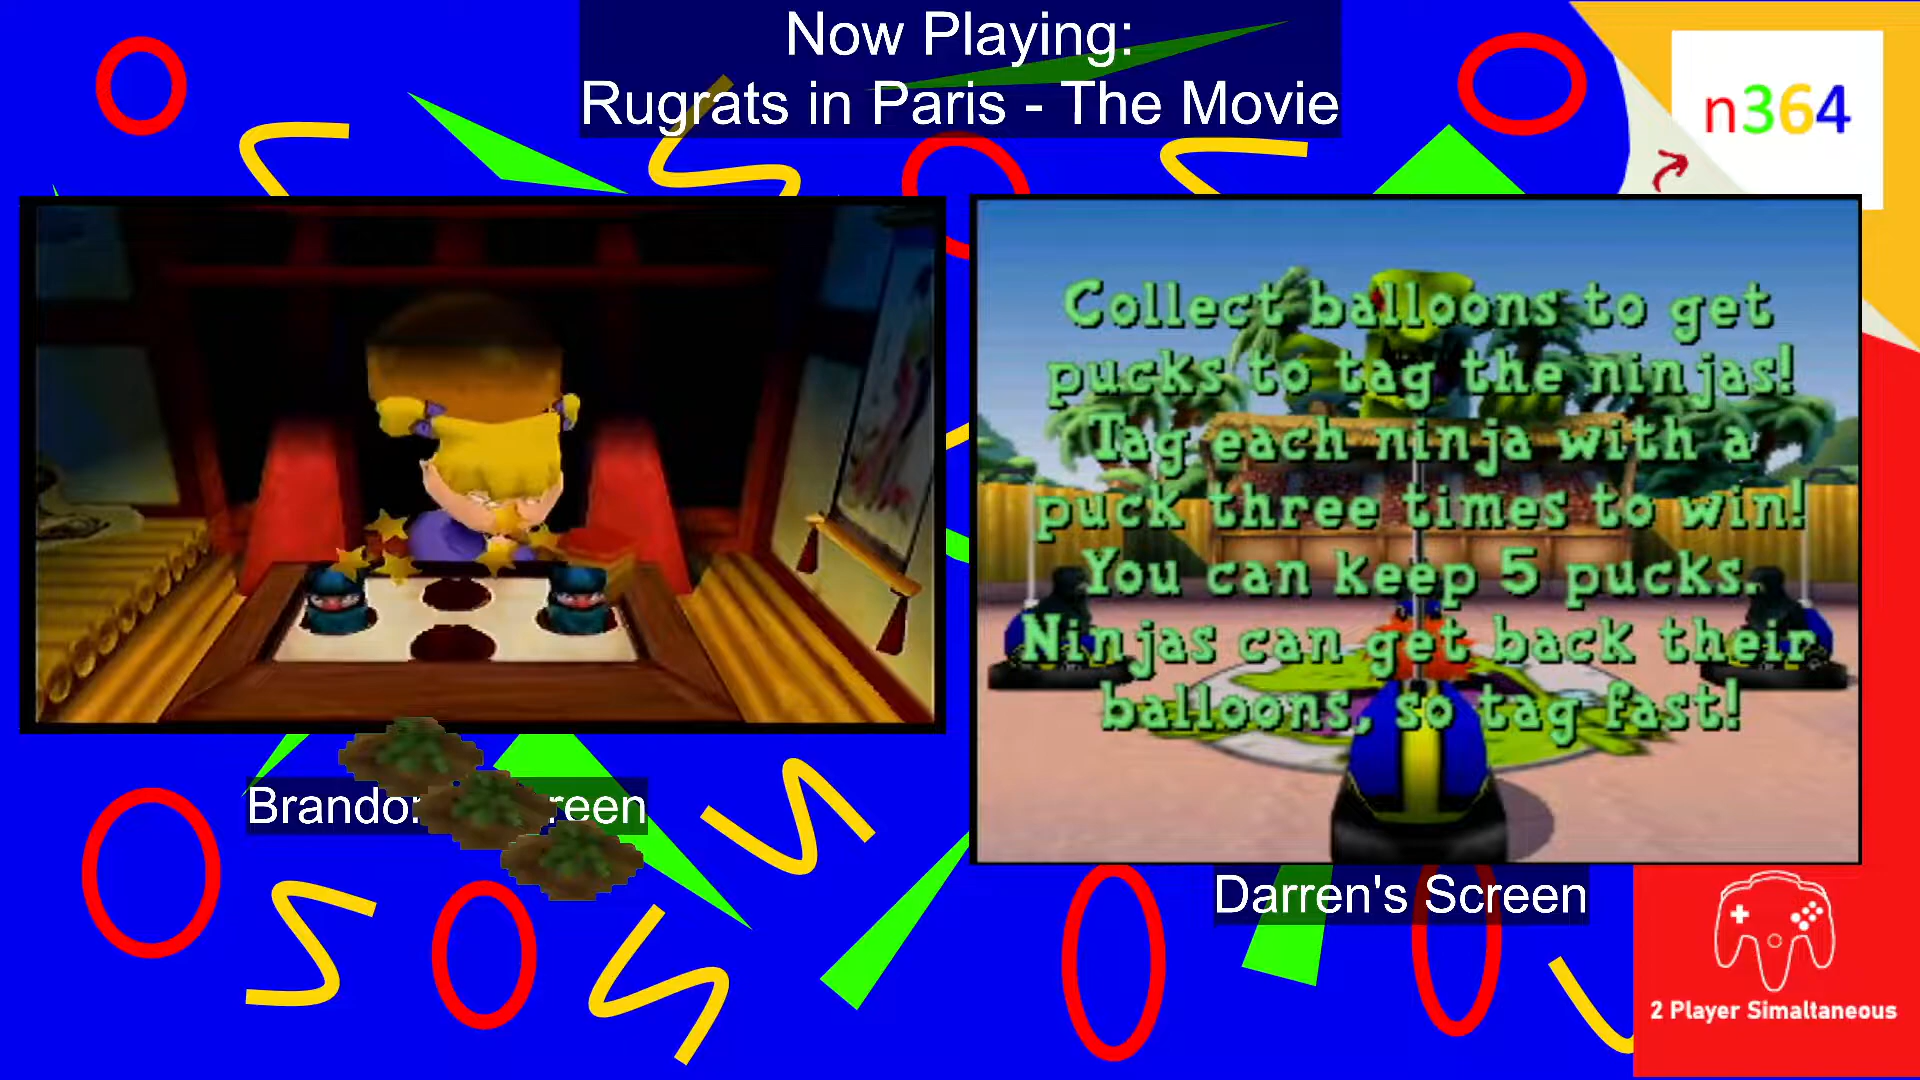 Now Playing:
Rugrats in Paris - The Movie
n364
Collect balloons to get
pucks to tag the ninjas!
Tag each ninja with a
puck three times to win!
You can keep 5 pucks.
Ninjas can get back their
balloons, so tag fast!
Darren's Screen
2 Player Simaltaneous